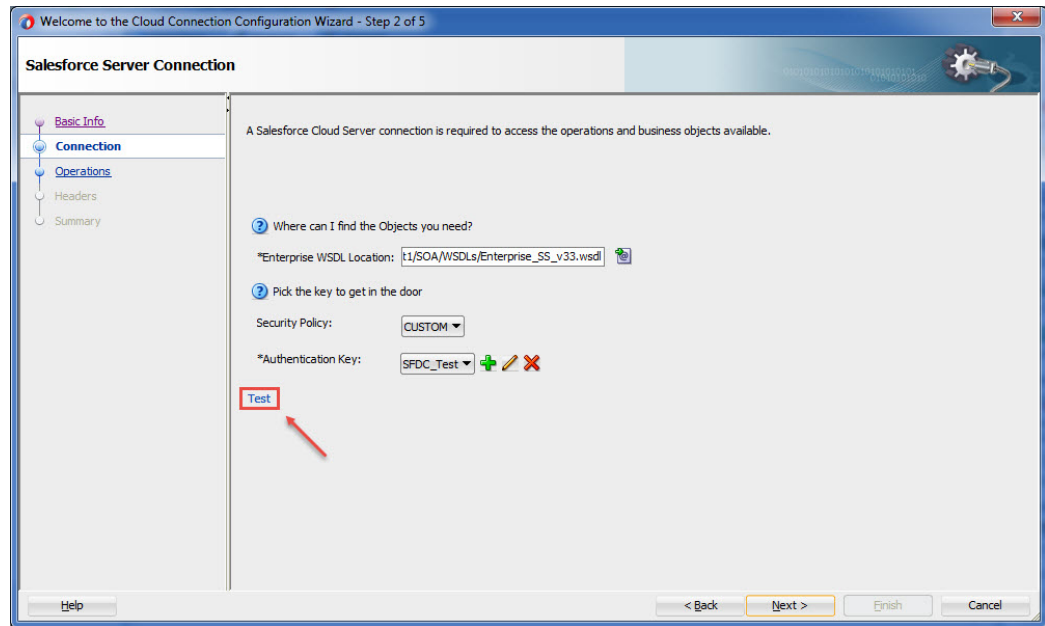 Welcome to the Cloud Connection Configuration Wizard - Step 2 of 5
Salesforce Server Connection
Basic Info
Connection
Operations
Headers
Summary
A Salesforce Cloud Server connection is required to access the operations and business objects available.
Where can I find the Objects you need?
*Enterprise WSDL Location: t1/SOA/WSDLs/Enterprise_SS_v33.wsdl
Pick the key to get in the door
Security Policy: CUSTOM
*Authentication Key: SFDC_Test
Test
Help < Back Next > Finish Cancel